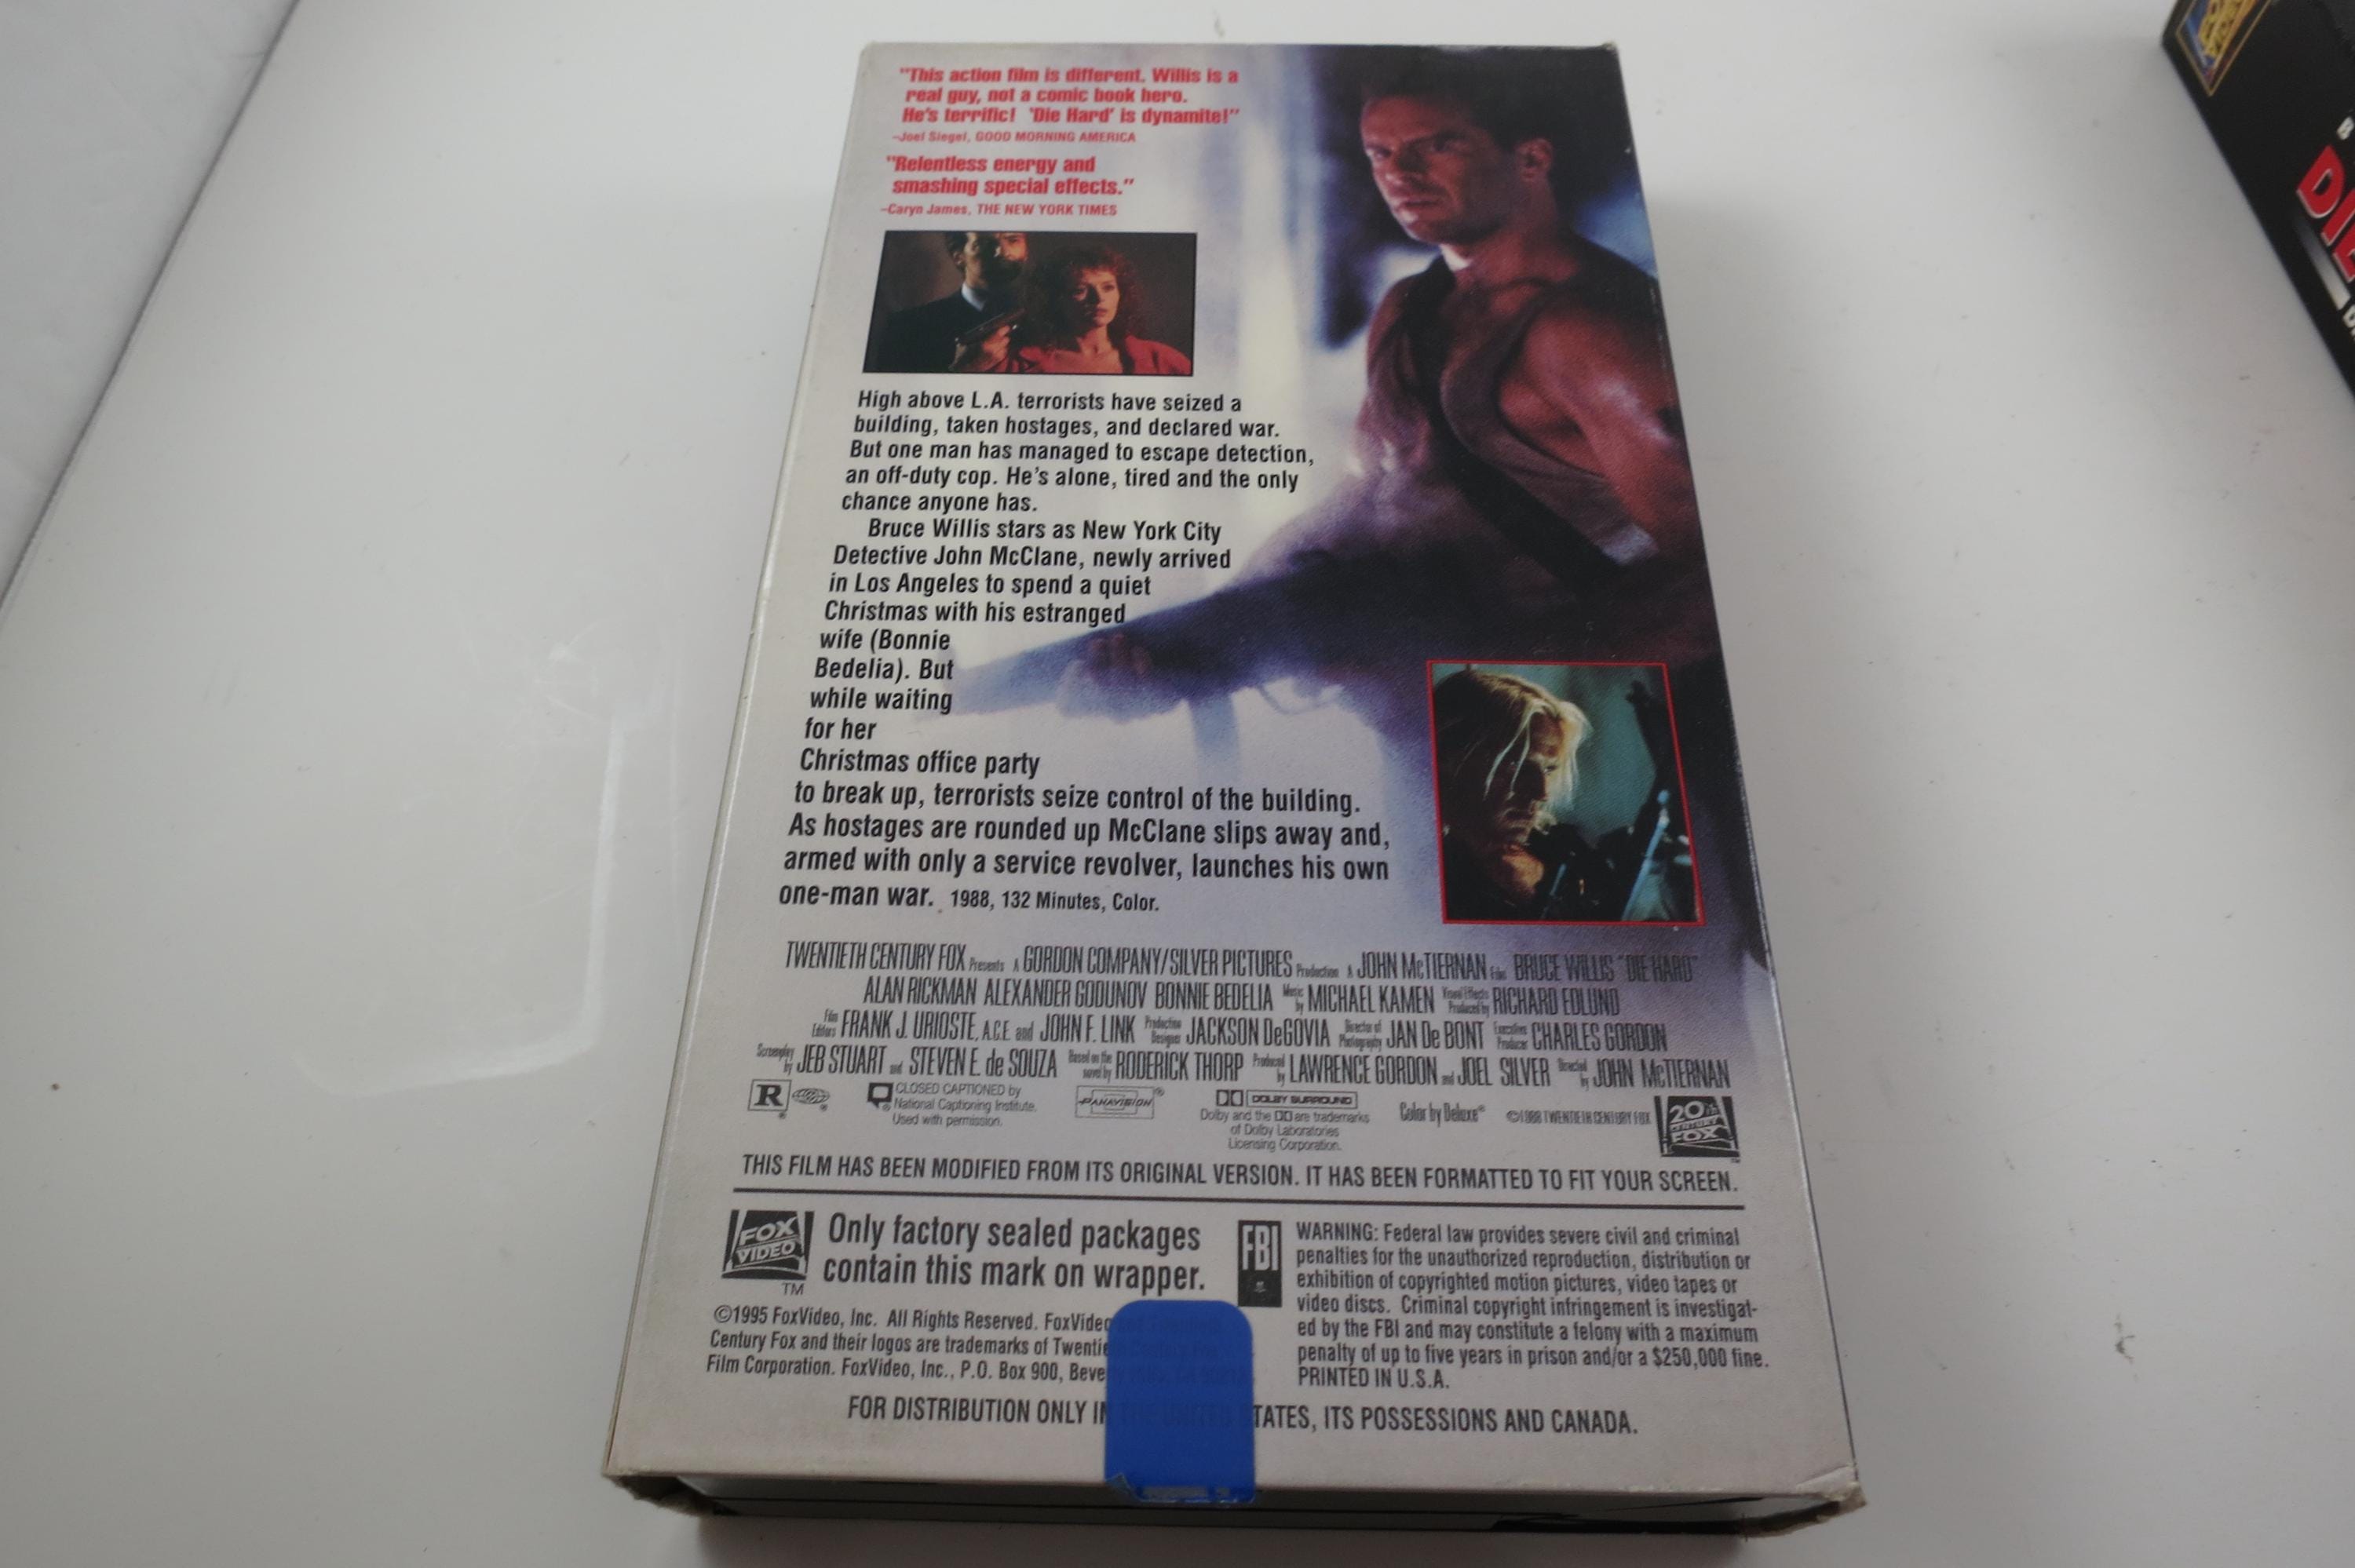 "This action film is different. Willis is a
real guy, not a comic book hero.
He's terrific! 'Die Hard' is dynamite!"
–Joel Siegel, GOOD MORNING AMERICA
"Relentless energy and
smashing special effects."
–Caryn James, THE NEW YORK TIMES
High above L.A. terrorists have seized a
building, taken hostages, and declared war.
But one man has managed to escape detection,
an off-duty cop. He's alone, tired and the only
chance anyone has.
Bruce Willis stars as New York City
Detective John McClane, newly arrived
in Los Angeles to spend a quiet
Christmas with his estranged
wife (Bonnie
Bedelia). But
while waiting
for her
Christmas office party
to break up, terrorists seize control of the building.
As hostages are rounded up McClane slips away and,
armed with only a service revolver, launches his own
one-man war. 1988, 132 Minutes, Color.
TWENTIETH CENTURY FOX Presents A GORDON COMPANY/SILVER PICTURES Production A JOHN McTIERNAN Film BRUCE WILLIS "DIE HARD"
ALAN RICKMAN ALEXANDER GODUNOV BONNIE BEDELIA Music by MICHAEL KAMEN Visual Effects Produced by RICHARD EDLUND
Film Editors FRANK J. URIOSTE, A.C.E. and JOHN F. LINK Production Designer JACKSON DeGOVIA Director of Photography JAN De BONT Executive Producer CHARLES GORDON
Screenplay by JEB STUART and STEVEN E. de SOUZA Based on the novel by RODERICK THORP Produced by LAWRENCE GORDON and JOEL SILVER Directed by JOHN McTIERNAN
R ®
CLOSED CAPTIONED by
National Captioning Institute.
Used with permission.
PANAVISION®
DOLBY SURROUND
Dolby and the DD are trademarks
of Dolby Laboratories
Licensing Corporation.
Color by Deluxe®
©1988 TWENTIETH CENTURY FOX
20th
CENTURY
FOX
THIS FILM HAS BEEN MODIFIED FROM ITS ORIGINAL VERSION. IT HAS BEEN FORMATTED TO FIT YOUR SCREEN.
FOX
VIDEO
TM
Only factory sealed packages
contain this mark on wrapper.
©1995 FoxVideo, Inc. All Rights Reserved. FoxVideo
Century Fox and their logos are trademarks of
Film Corporation. FoxVideo, Inc., P.O. Box 900,
FBI
WARNING: Federal law provides severe civil and criminal
penalties for the unauthorized reproduction, distribution or
exhibition of copyrighted motion pictures, video tapes or
video discs. Criminal copyright infringement is investigat-
ed by the FBI and may constitute a felony with a maximum
penalty of up to five years in prison and/or a $250,000 fine.
PRINTED IN U.S.A.
FOR DISTRIBUTION ONLY IN THE UNITED STATES, ITS POSSESSIONS AND CANADA.